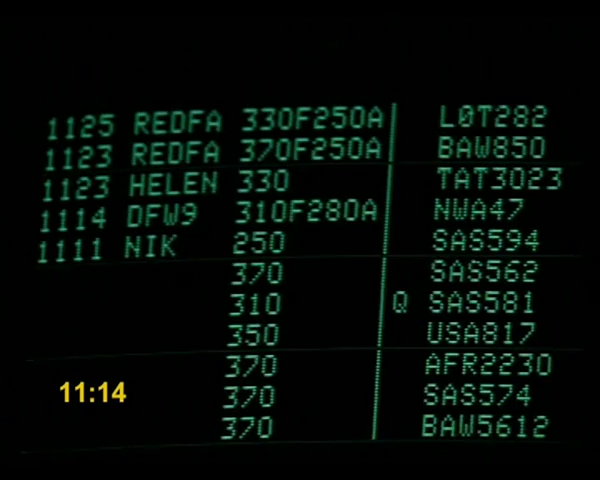 1125 REDFA 330F250A LØT282
1123 REDFA 370F250A BAW850
1123 HELEN 330 TAT3023
1114 DFW9 310F280A NWA47
1111 NIK 250 SAS594
370 SAS562
310 Q SAS581
350 USA817
370 AFR2230
11:14 370 SAS574
370 BAW5612